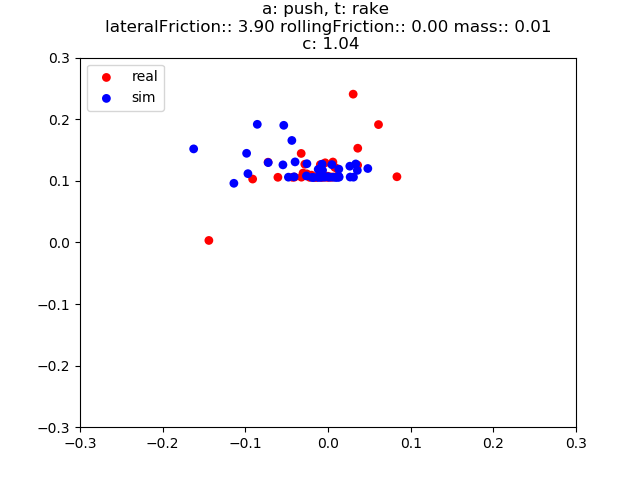 a: push, t: rake
lateralFriction:: 3.90 rollingFriction:: 0.00 mass:: 0.01
c: 1.04
real
sim
0.3
0.2
0.1
0.0
−0.1
−0.2
−0.3
−0.3
−0.2
−0.1
0.0
0.1
0.2
0.3